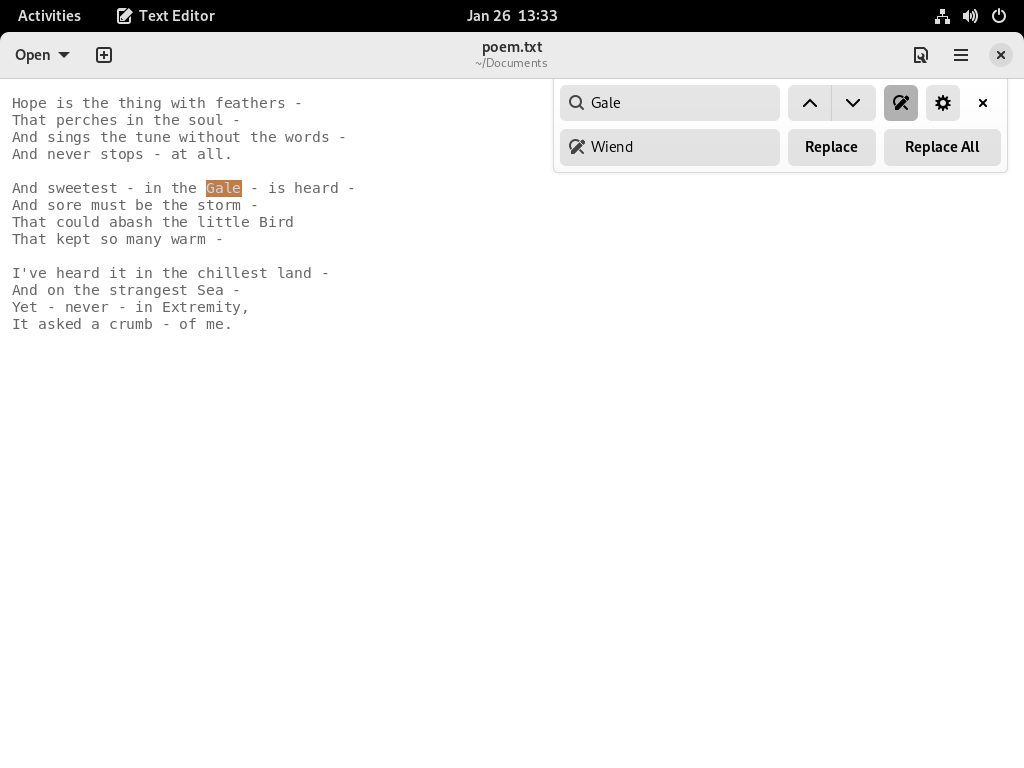 Activities
Text Editor
Jan 26 13:33
Open
poem.txt
~/Documents
Gale
Wiend
Replace
Replace All
Hope is the thing with feathers -
That perches in the soul -
And sings the tune without the words -
And never stops - at all.
And sweetest - in the Gale - is heard -
And sore must be the storm -
That could abash the little Bird
That kept so many warm -
I've heard it in the chillest land -
And on the strangest Sea -
Yet - never - in Extremity,
It asked a crumb - of me.